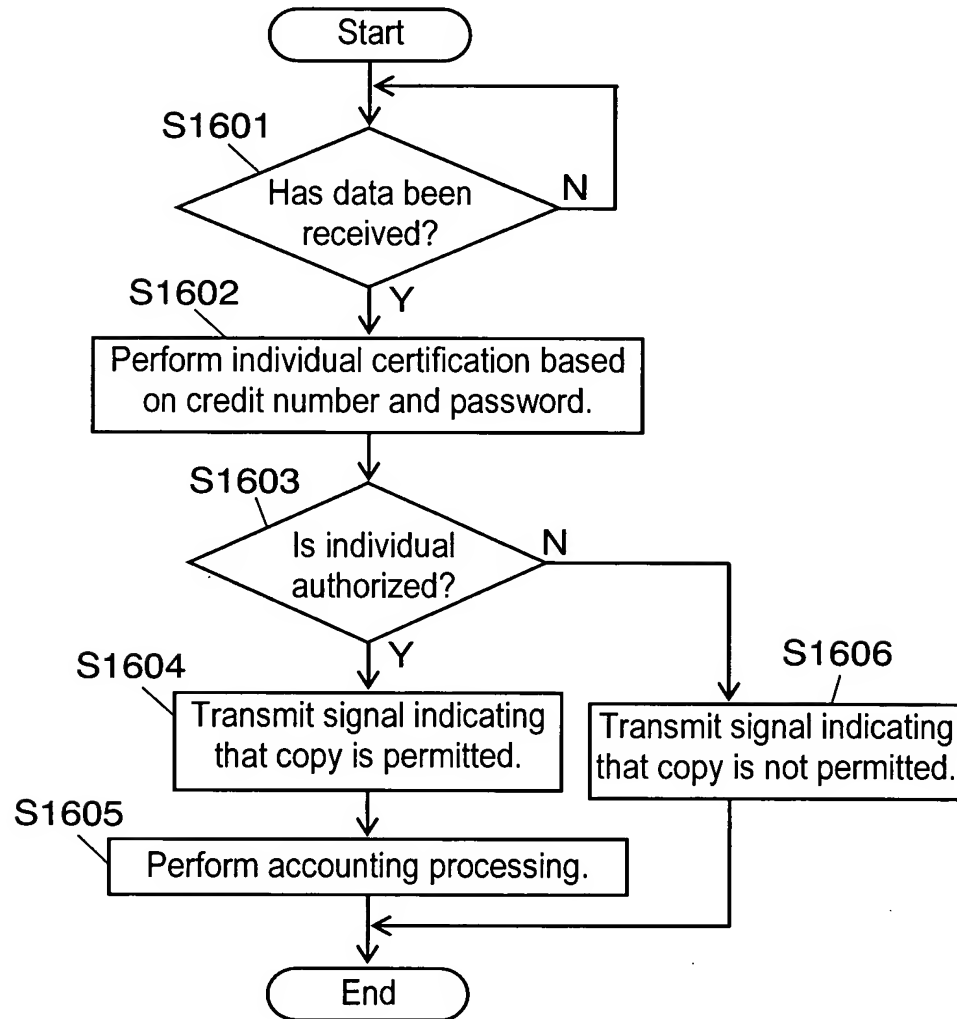 Start
S1601
Has data been
received?
N
Y
S1602
Perform individual certification based
on credit number and password.
S1603
Is individual
authorized?
N
Y
S1604
Transmit signal indicating
that copy is permitted.
S1606
Transmit signal indicating
that copy is not permitted.
S1605
Perform accounting processing.
End